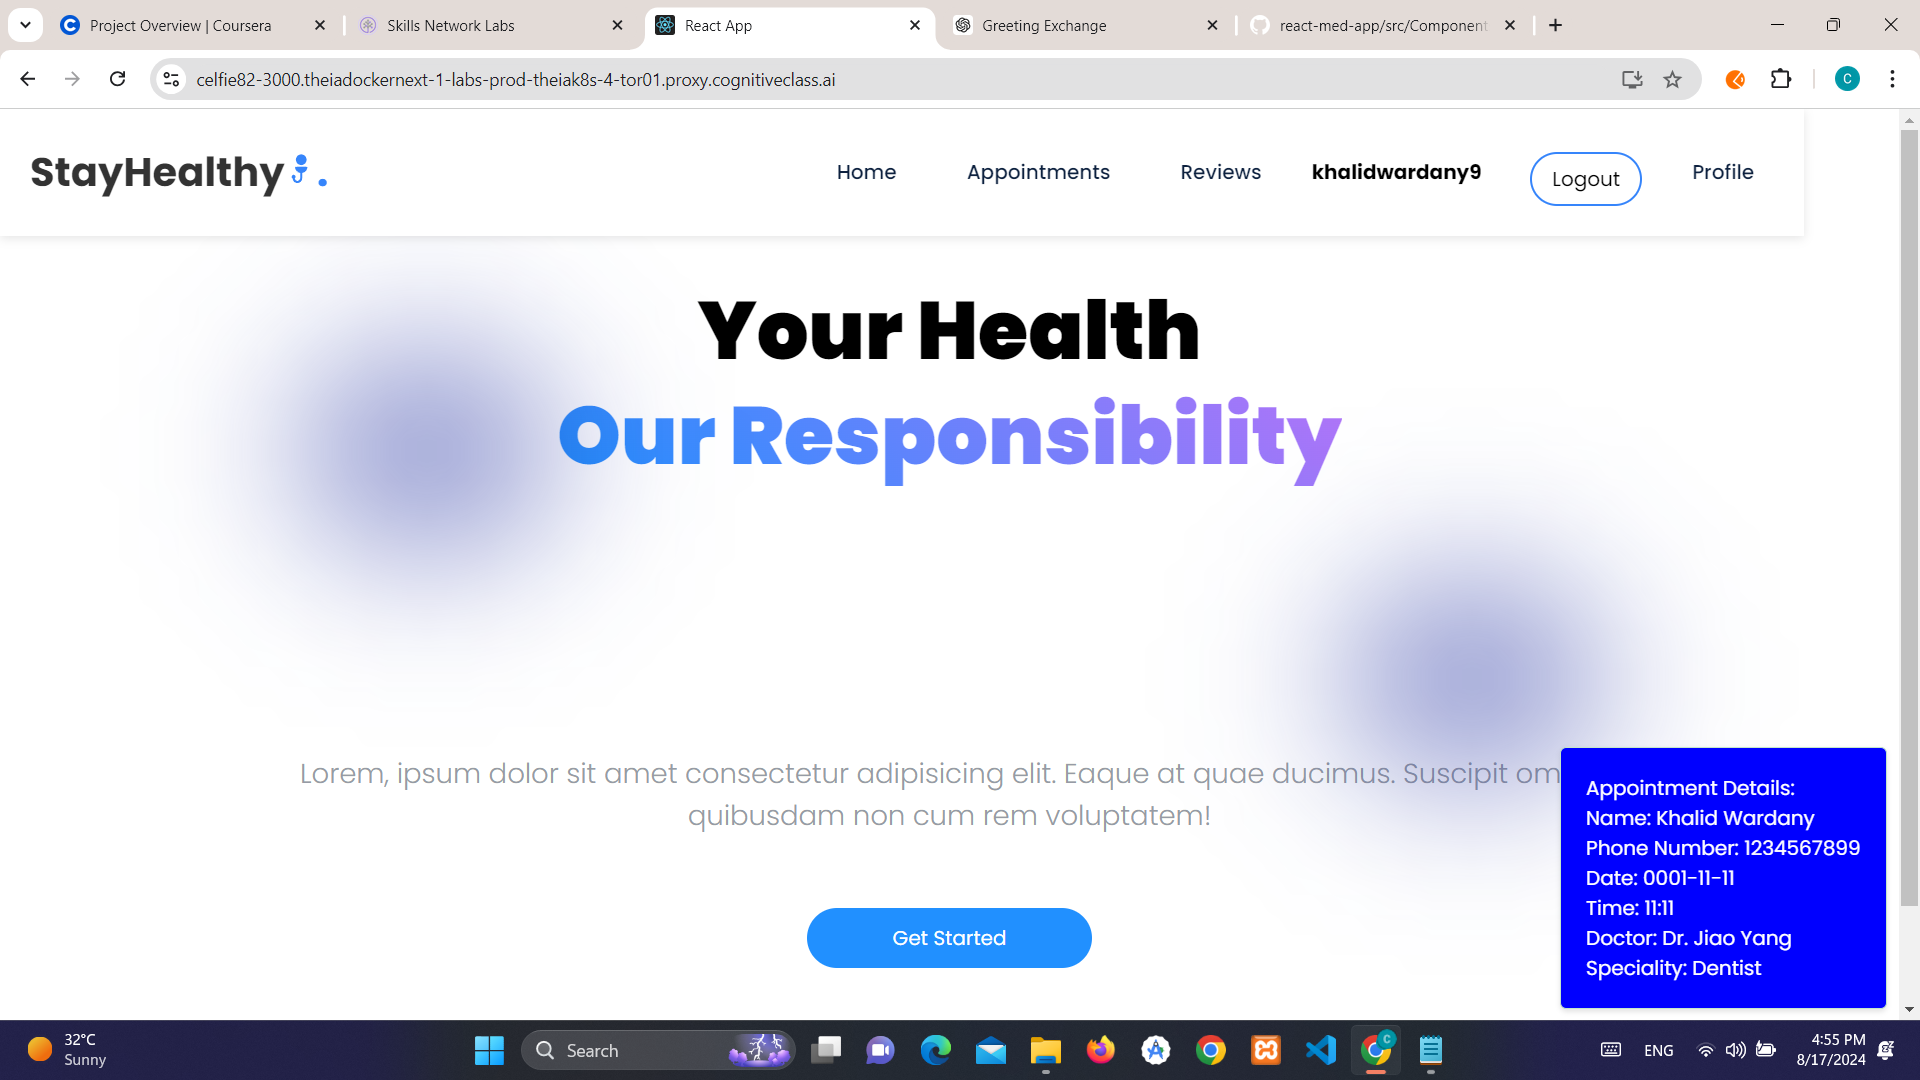 Project Overview | Coursera
Skills Network Labs
React App
Greeting Exchange
react-med-app/src/Component
celfie82-3000.theiadockernext-1-labs-prod-theiak8s-4-tor01.proxy.cognitiveclass.ai
C
StayHealthy.
Home
Appointments
Reviews
khalidwardany9
Logout
Profile
Your Health
Our Responsibility
Lorem, ipsum dolor sit amet consectetur adipisicing elit. Eaque at quae ducimus. Suscipit om
quibusdam non cum rem voluptatem!
Get Started
Appointment Details:
Name: Khalid Wardany
Phone Number: 1234567899
Date: 0001-11-11
Time: 11:11
Doctor: Dr. Jiao Yang
Speciality: Dentist
32°C
Sunny
Search
C
ENG
4:55 PM
8/17/2024